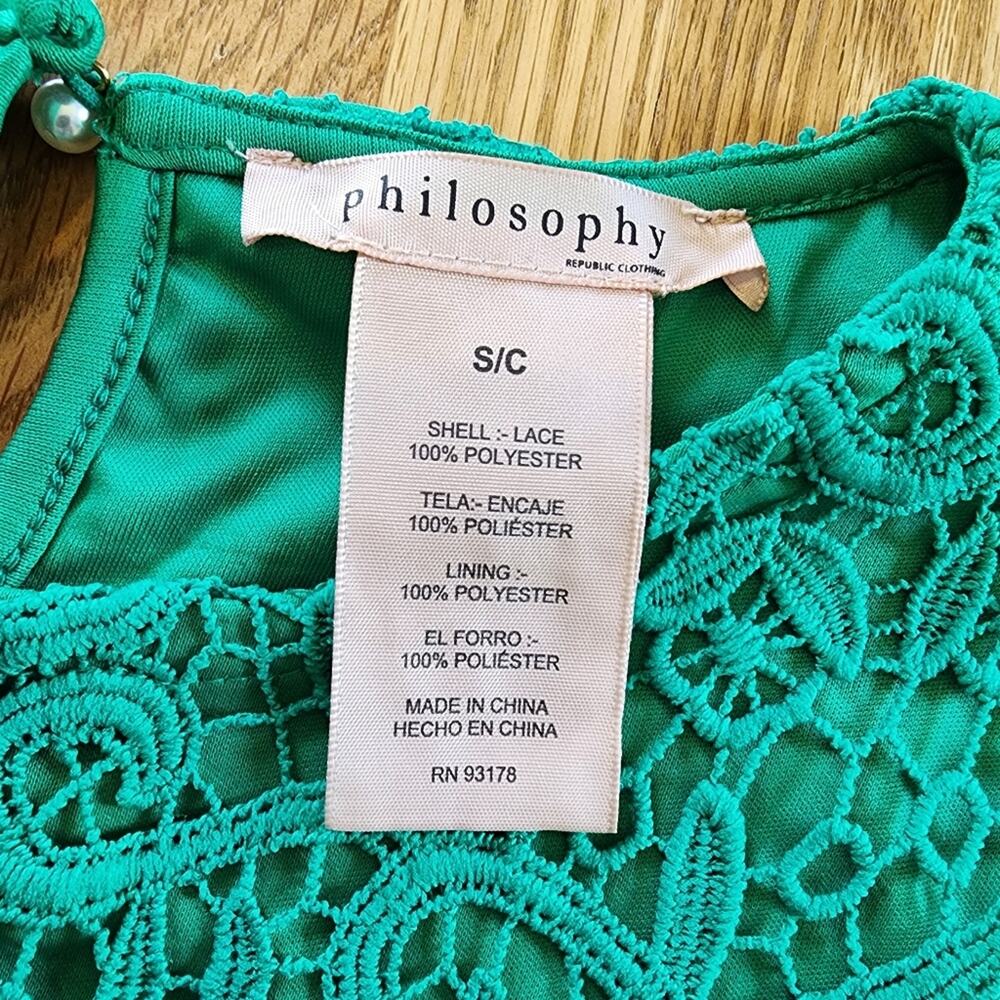 philosophy
REPUBLIC CLOTHING
S/C
SHELL :- LACE
100% POLYESTER
TELA:- ENCAJE
100% POLIÉSTER
LINING :-
100% POLYESTER
EL FORRO :-
100% POLIÉSTER
MADE IN CHINA
HECHO EN CHINA
RN 93178